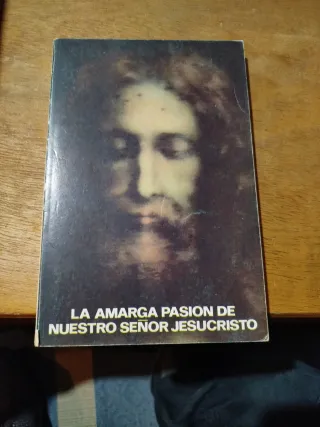 LA AMARGA PASION DE
NUESTRO SEÑOR JESUCRISTO